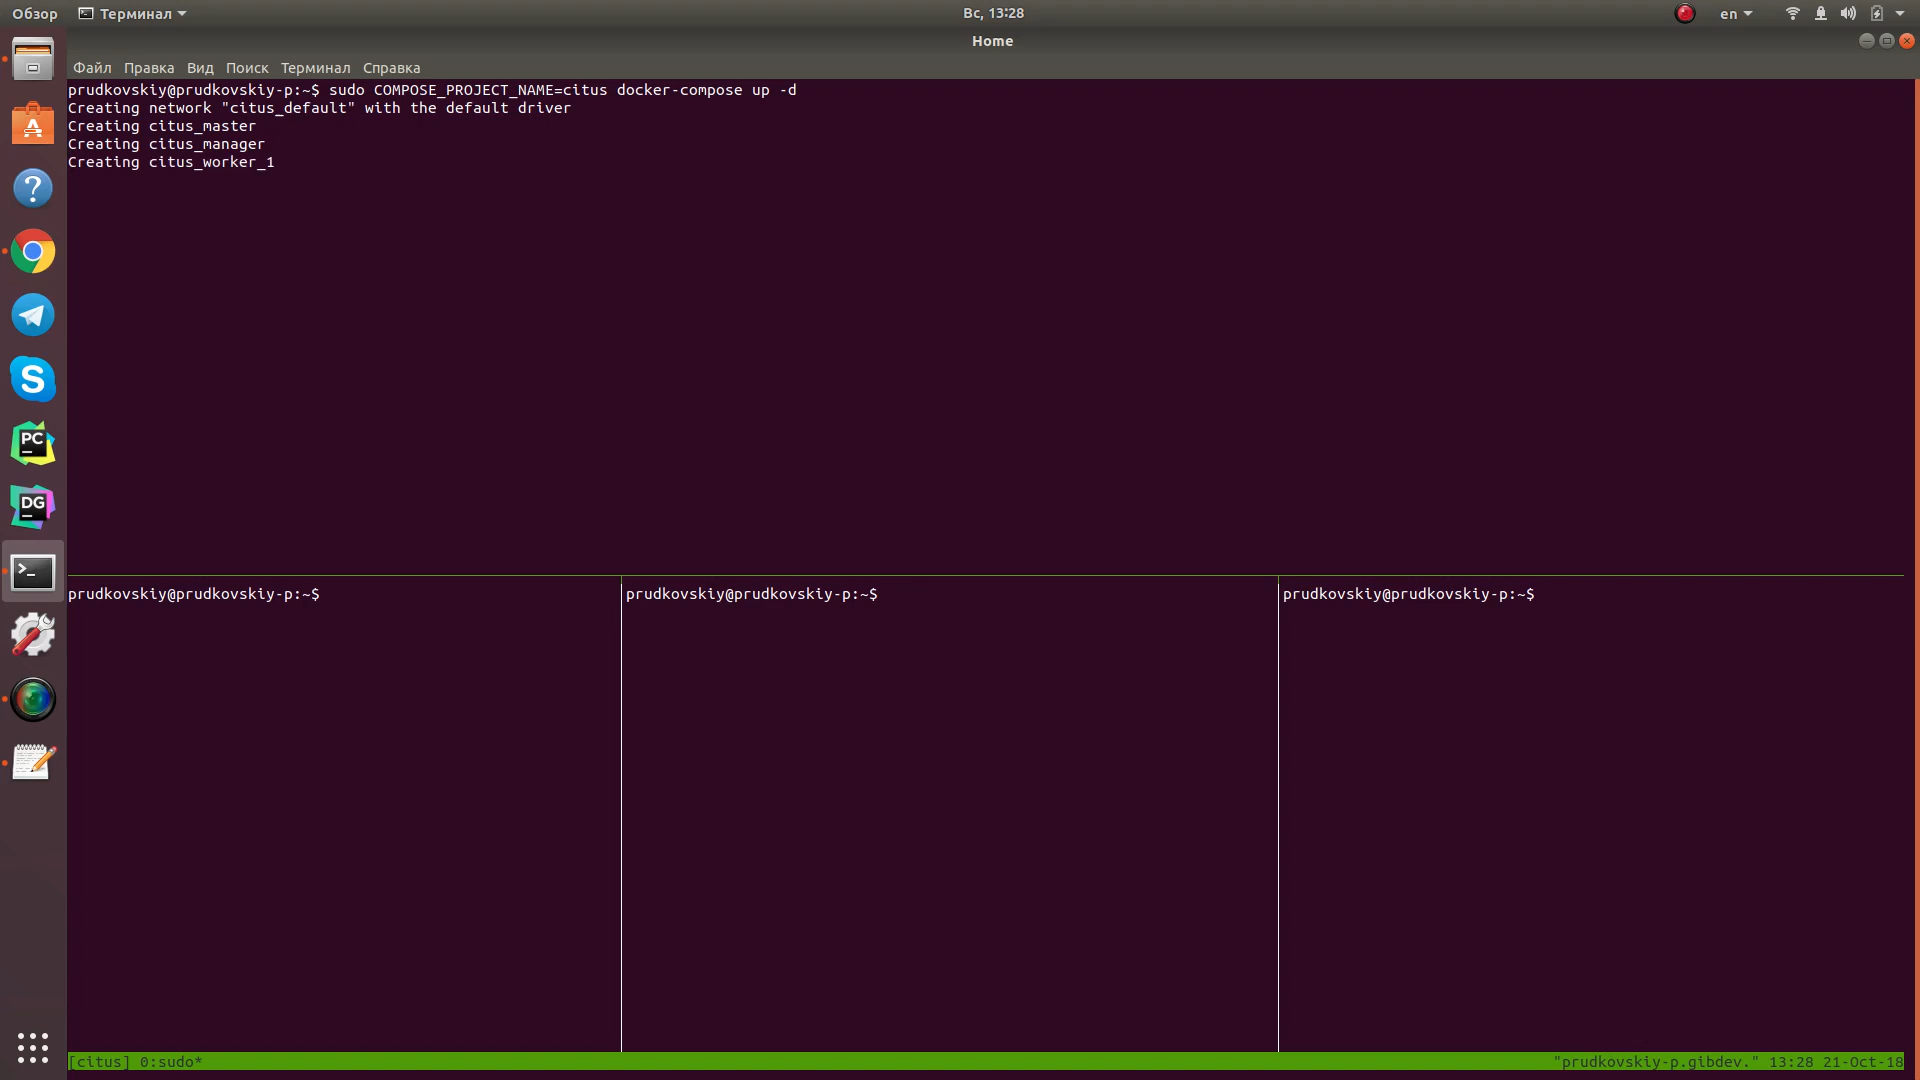 Обзор Терминал Вс, 13:28 en
Home
Файл Правка Вид Поиск Терминал Справка
prudkovskiy@prudkovskiy-p:~$ sudo COMPOSE_PROJECT_NAME=citus docker-compose up -d
Creating network "citus_default" with the default driver
Creating citus_master
Creating citus_manager
Creating citus_worker_1
A
?
S
PC
DG
>_
prudkovskiy@prudkovskiy-p:~$ prudkovskiy@prudkovskiy-p:~$ prudkovskiy@prudkovskiy-p:~$
[citus] 0:sudo* "prudkovskiy-p.gibdev." 13:28 21-Oct-18